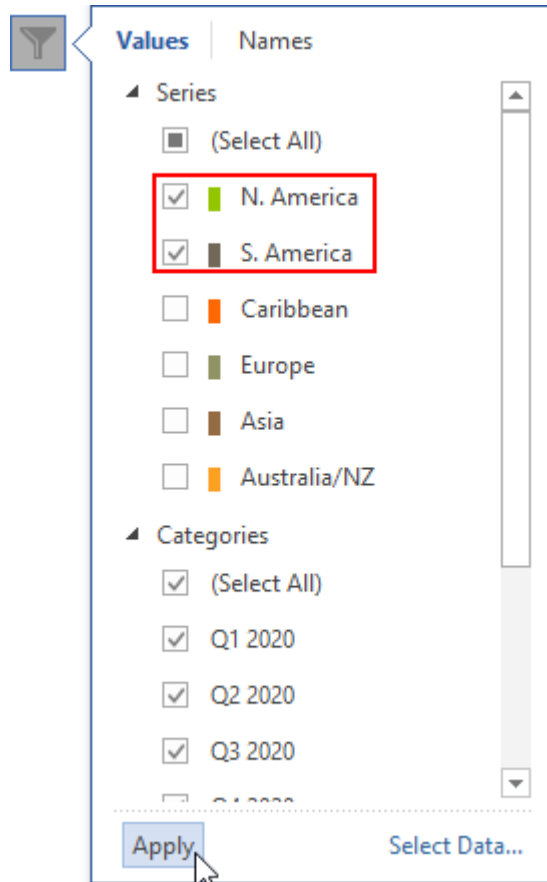 Values Names
Series
(Select All)
N. America
S. America
Caribbean
Europe
Asia
Australia/NZ
Categories
(Select All)
Q1 2020
Q2 2020
Q3 2020
Apply Select Data...